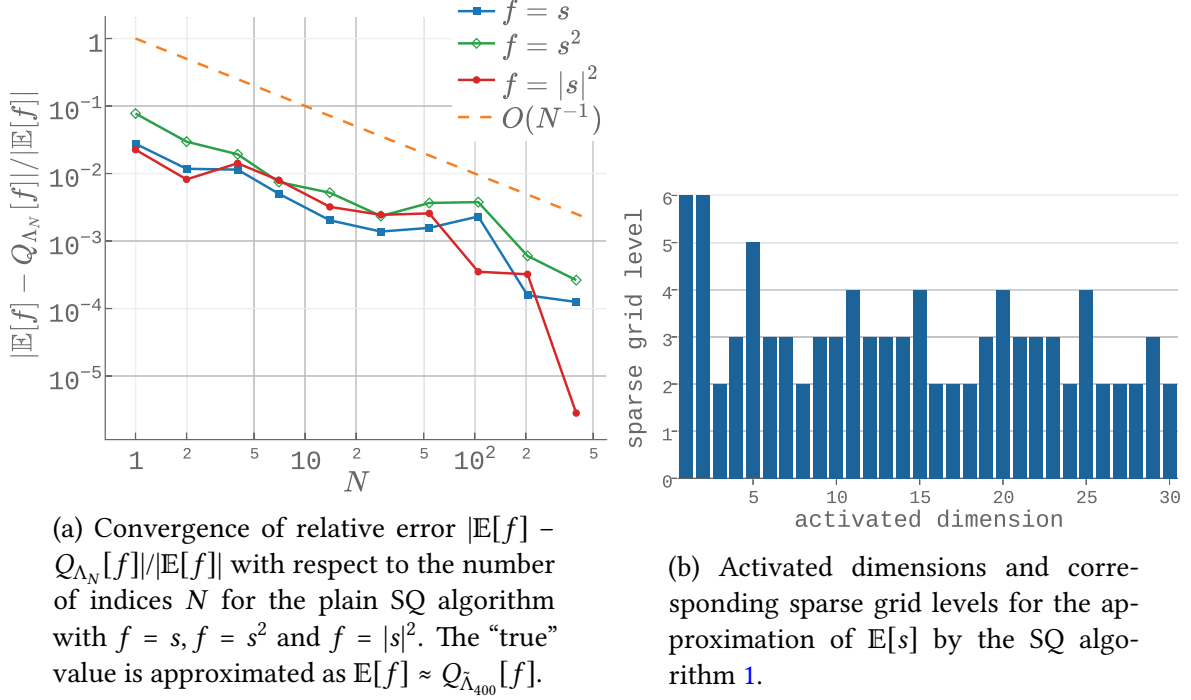 f = s
f = s²
f = |s|²
O(N⁻¹)
|𝔼[f] − Q_{Λ_N}[f]|/|𝔼[f]|
1
10⁻¹
10⁻²
10⁻³
10⁻⁴
10⁻⁵
1 2 5 10 2 5 10² 2 5
N
(a) Convergence of relative error |𝔼[f] –
Q_{Λ_N}[f]|/|𝔼[f]| with respect to the number
of indices N for the plain SQ algorithm
with f = s, f = s² and f = |s|². The “true”
value is approximated as 𝔼[f] ≈ Q_{Λ̃_{400}}[f].
sparse grid level
6
5
4
3
2
1
0
5 10 15 20 25 30
activated dimension
(b) Activated dimensions and corre-
sponding sparse grid levels for the ap-
proximation of 𝔼[s] by the SQ algo-
rithm 1.